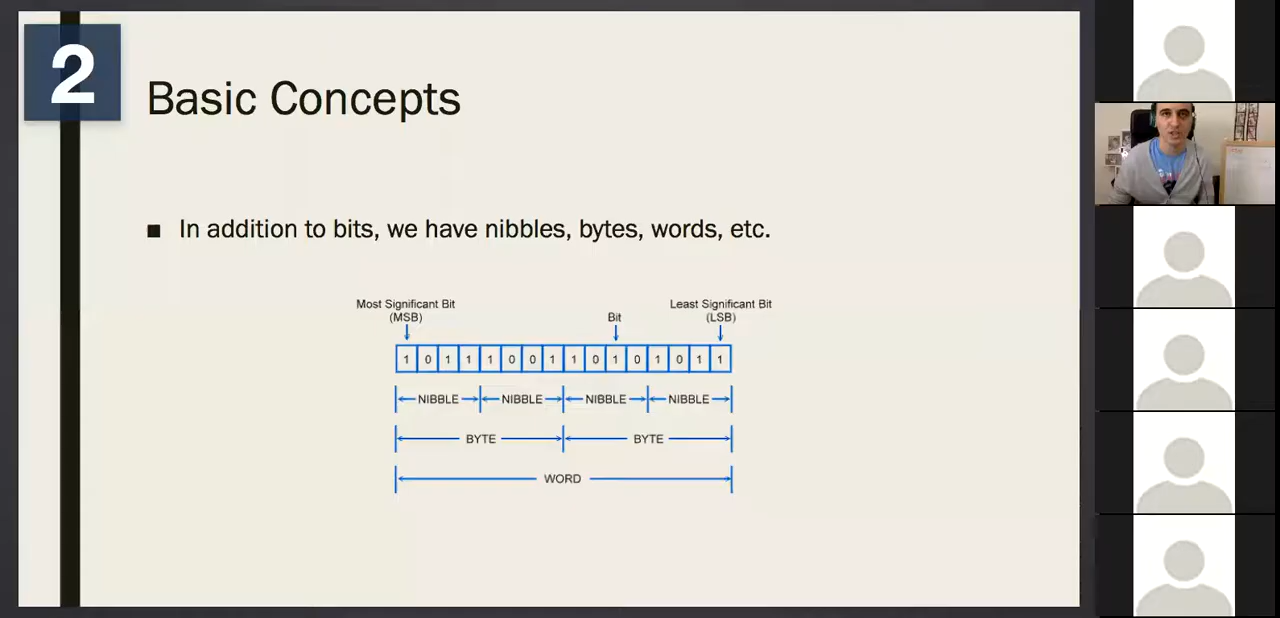 2
Basic Concepts
■ In addition to bits, we have nibbles, bytes, words, etc.
Most Significant Bit
(MSB)
Bit
Least Significant Bit
(LSB)
1 0 1 1 1 0 0 1 1 0 1 0 1 0 1 1
NIBBLE NIBBLE NIBBLE NIBBLE
BYTE BYTE
WORD